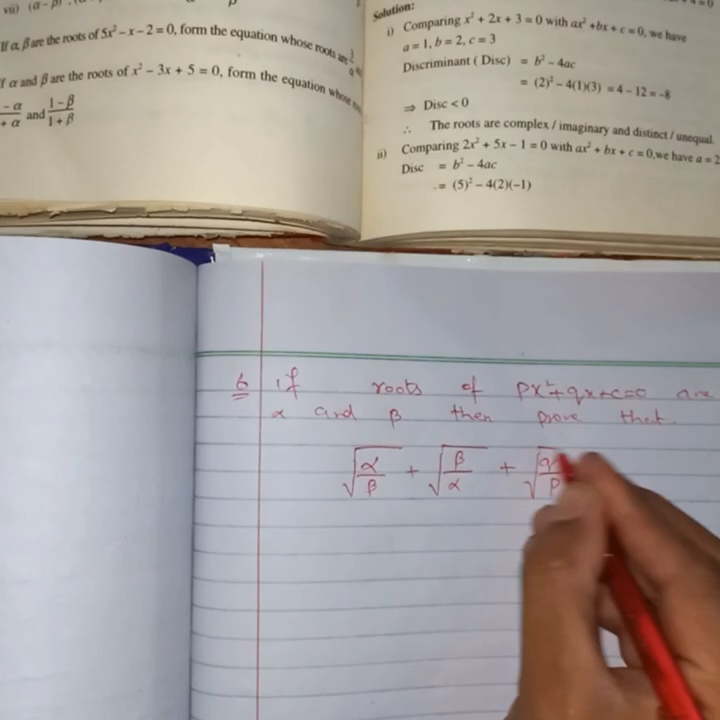 vii)
If α, β are the roots of 5x² – x – 2 = 0, form the equation whose roots are
If α and β are the roots of x² – 3x + 5 = 0, form the equation whose
– α / + α and 1 – β / 1 + β
Solution:
i) Comparing x² + 2x + 3 = 0 with ax² + bx + c = 0, we have
a = 1, b = 2, c = 3
Discriminant ( Disc) = b² – 4ac
= (2)² – 4(1)(3) = 4 – 12 = –8
⇒ Disc < 0
∴ The roots are complex / imaginary and distinct / unequal.
ii) Comparing 2x² + 5x – 1 = 0 with ax² + bx + c = 0, we have a = 2
Disc = b² – 4ac
= (5)² – 4(2)(–1)
6 if roots of px²+qx+c=0 are
α and β then prove that.
√(α/β) + √(β/α) + √(q/p)